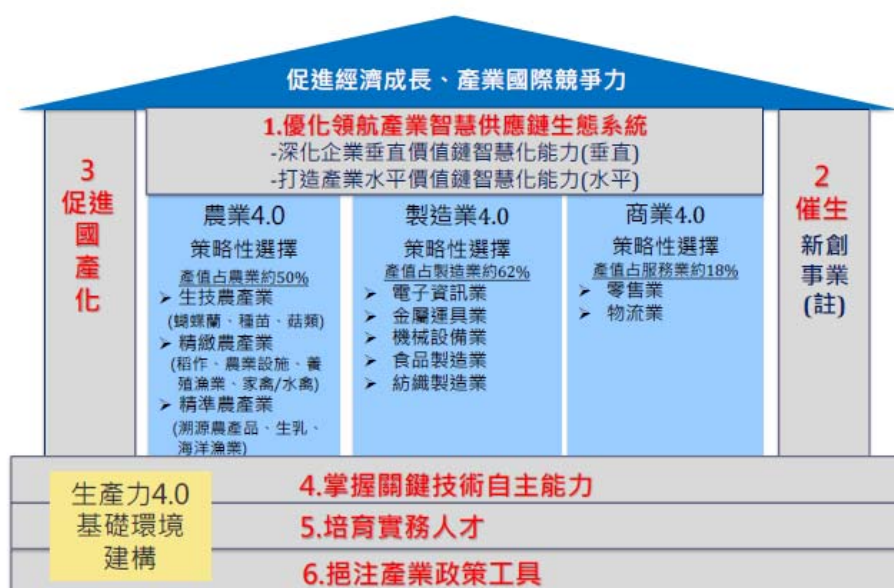 促進經濟成長、產業國際競爭力
1.優化領航產業智慧供應鏈生態系統
-深化企業垂直價值鏈智慧化能力(垂直)
-打造產業水平價值鏈智慧化能力(水平)
3
促進
國
產
化
農業4.0
策略性選擇
產值占農業約50%
➢ 生技農產業
(蝴蝶蘭、種苗、菇類)
➢ 精緻農產業
(稻作、農業設施、養
殖漁業、家禽/水禽)
➢ 精準農產業
(溯源農產品、生乳、
海洋漁業)
製造業4.0
策略性選擇
產值占製造業約62%
➢ 電子資訊業
➢ 金屬運具業
➢ 機械設備業
➢ 食品製造業
➢ 紡織製造業
商業4.0
策略性選擇
產值占服務業約18%
➢ 零售業
➢ 物流業
2
催生
新創
事業
(註)
生產力4.0
基礎環境
建構
4.掌握關鍵技術自主能力
5.培育實務人才
6.挹注產業政策工具